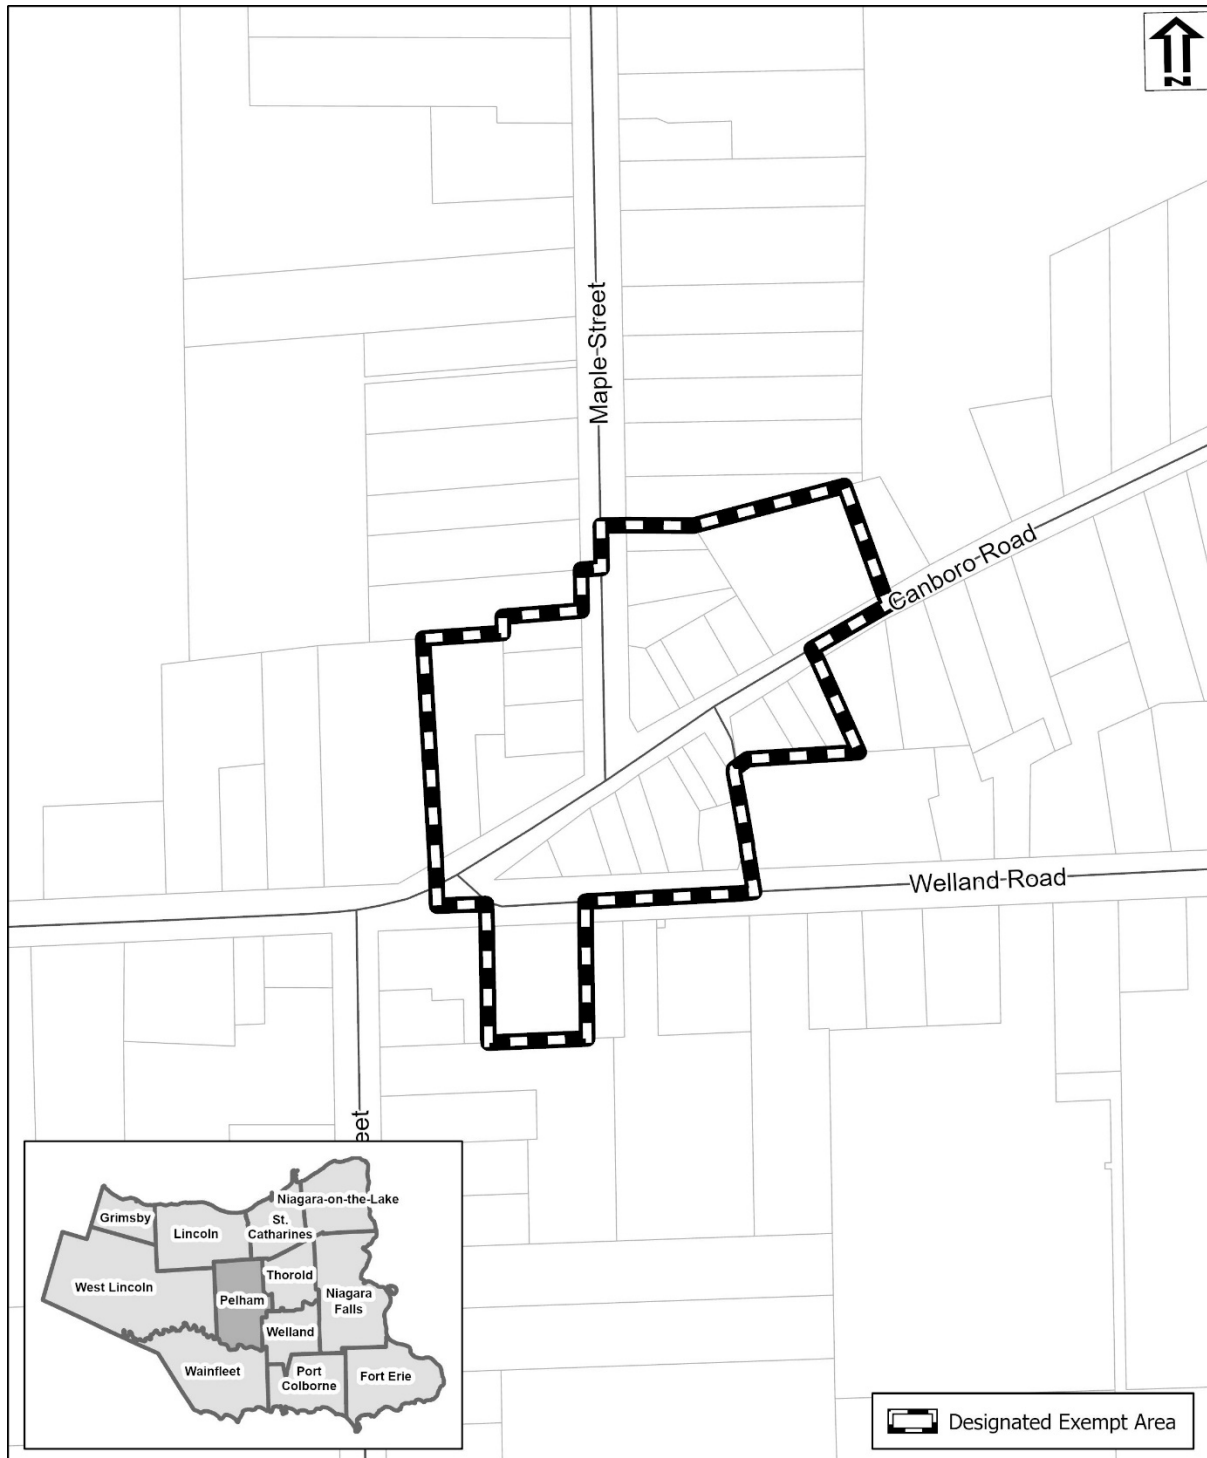 N
Maple-Street
Canboro-Road
Welland-Road
eet
Grimsby
Lincoln
St.
Catharines
Niagara-on-the-Lake
West Lincoln
Pelham
Thorold
Niagara
Falls
Welland
Wainfleet
Port
Colborne
Fort Erie
Designated Exempt Area